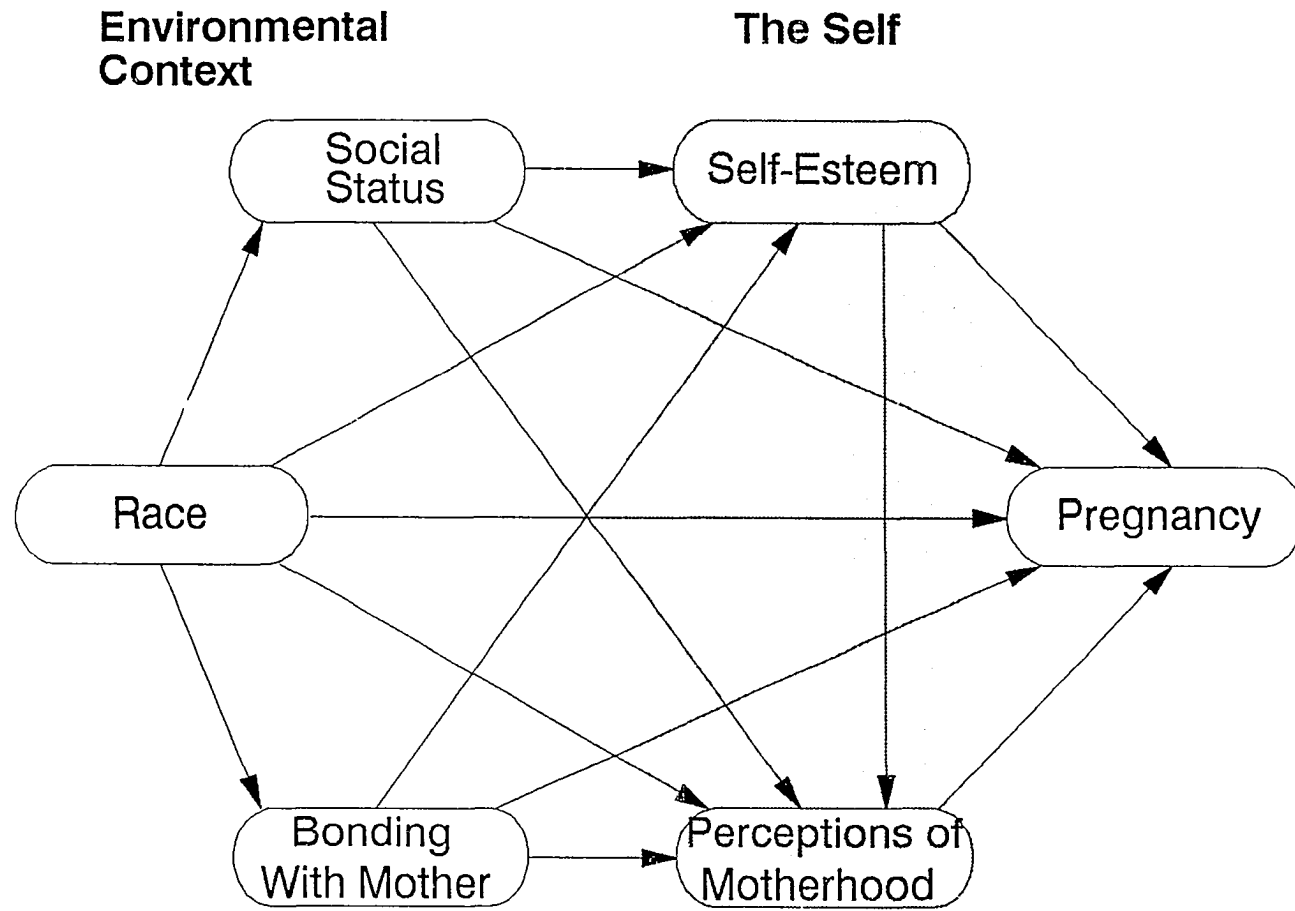 Environmental
Context
The Self
Social
Status
Self-Esteem
Race
Pregnancy
Bonding
With Mother
Perceptions of
Motherhood